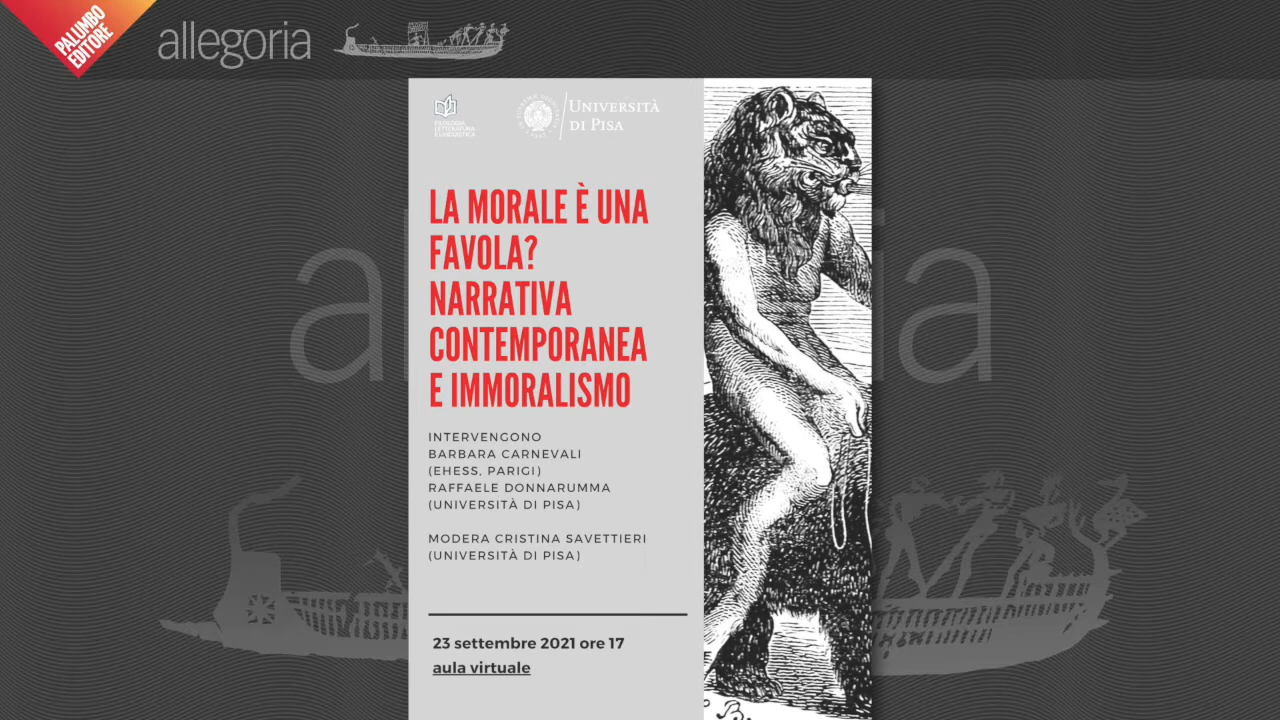 PALUMBO
EDITORE
allegoria
FILOLOGIA,
LETTERATURA
E LINGUISTICA
UNIVERSITÀ
DI PISA
LA MORALE È UNA
FAVOLA?
NARRATIVA
CONTEMPORANEA
E IMMORALISMO
INTERVENGONO
BARBARA CARNEVALI
(EHESS, PARIGI)
RAFFAELE DONNARUMMA
(UNIVERSITÀ DI PISA)
MODERA CRISTINA SAVETTIERI
(UNIVERSITÀ DI PISA)
23 settembre 2021 ore 17
aula virtuale